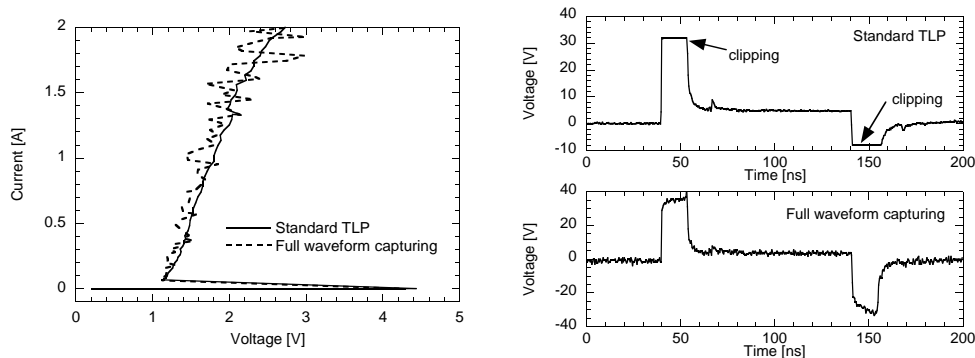 2
1.5
1
0.5
0
Current [A]
Standard TLP
Full waveform capturing
0 1 2 3 4 5
Voltage [V]
40
30
20
10
0
-10
Voltage [V]
Standard TLP
clipping
clipping
0 50 100 150 200
Time [ns]
40
20
0
-20
-40
Voltage [V]
Full waveform capturing
0 50 100 150 200
Time [ns]